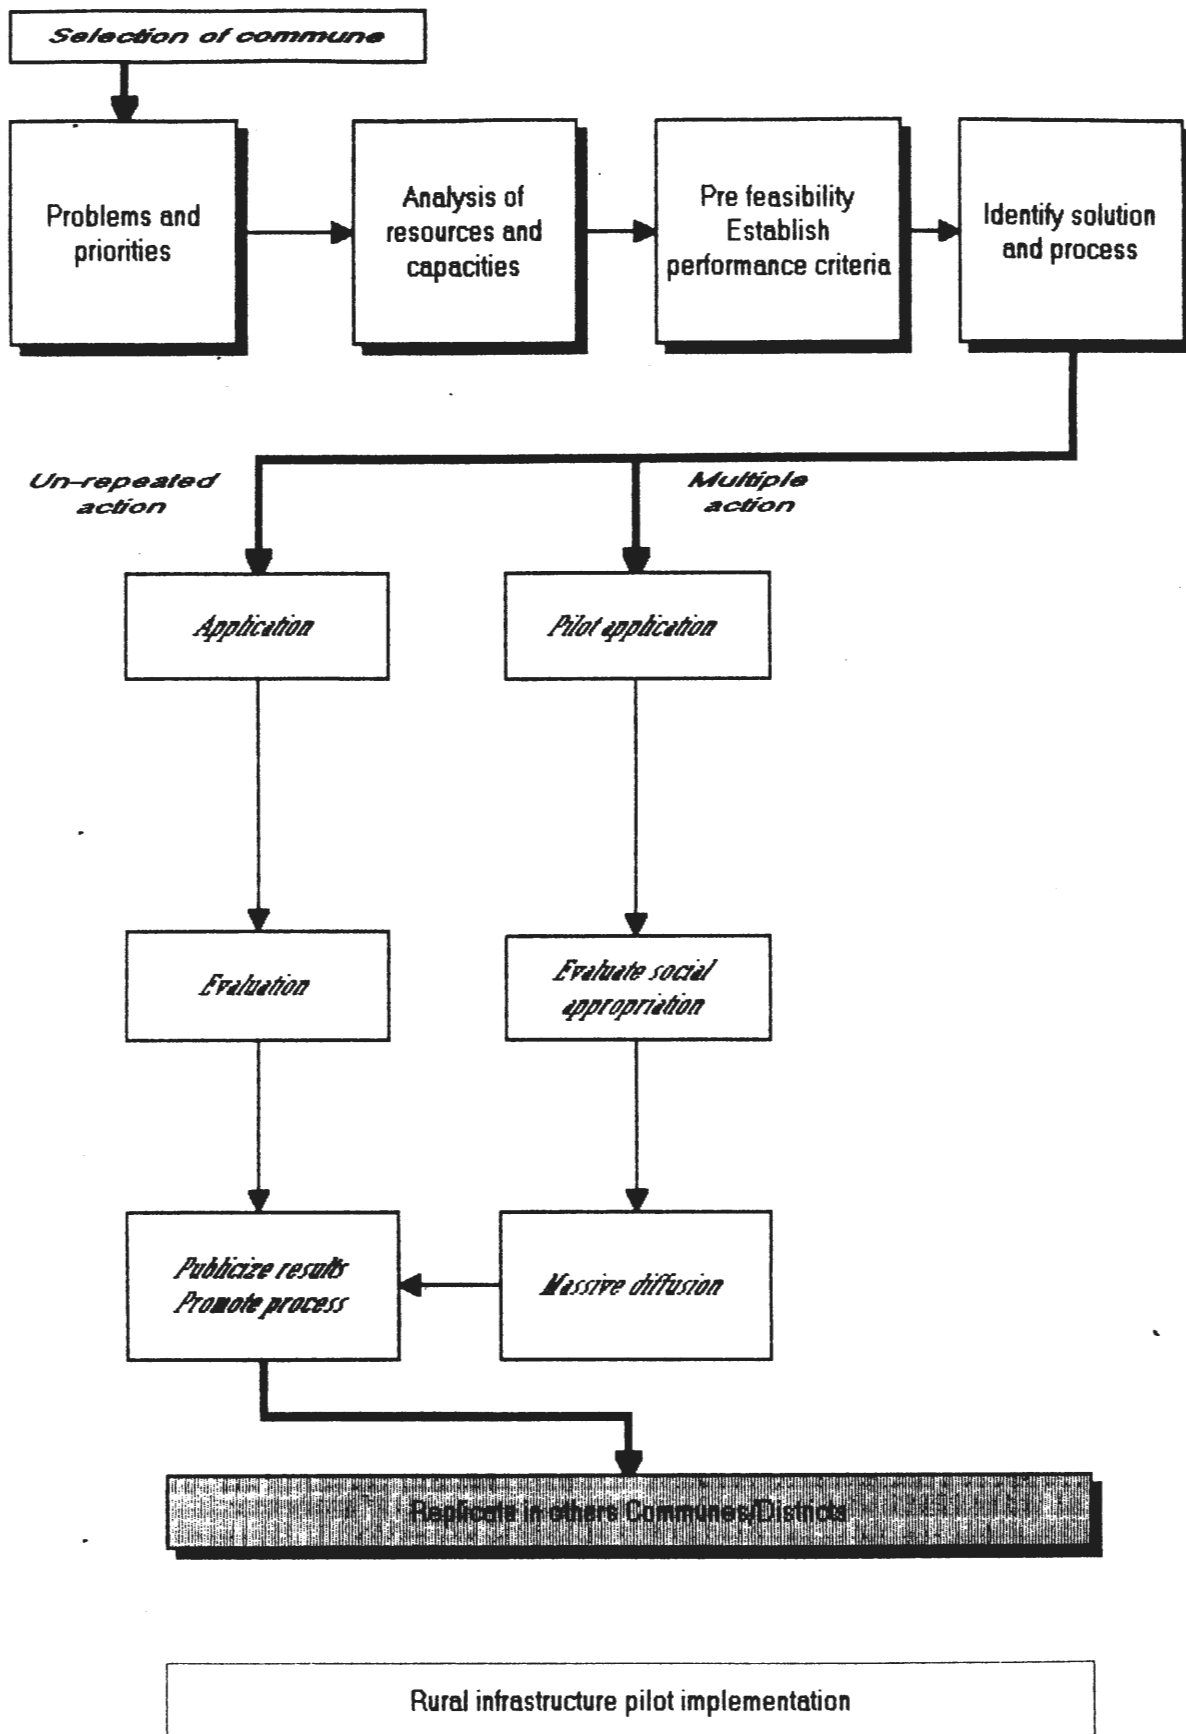 Selection of commune
Problems and
priorities
Analysis of
resources and
capacities
Pre feasibility
Establish
performance criteria
Identify solution
and process
Un-repeated
action
Multiple
action
Application
Pilot application
Evaluation
Evaluate social
appropriation
Publicize results
Promote process
Massive diffusion
Replicate in others Communes/Districts
Rural infrastructure pilot implementation